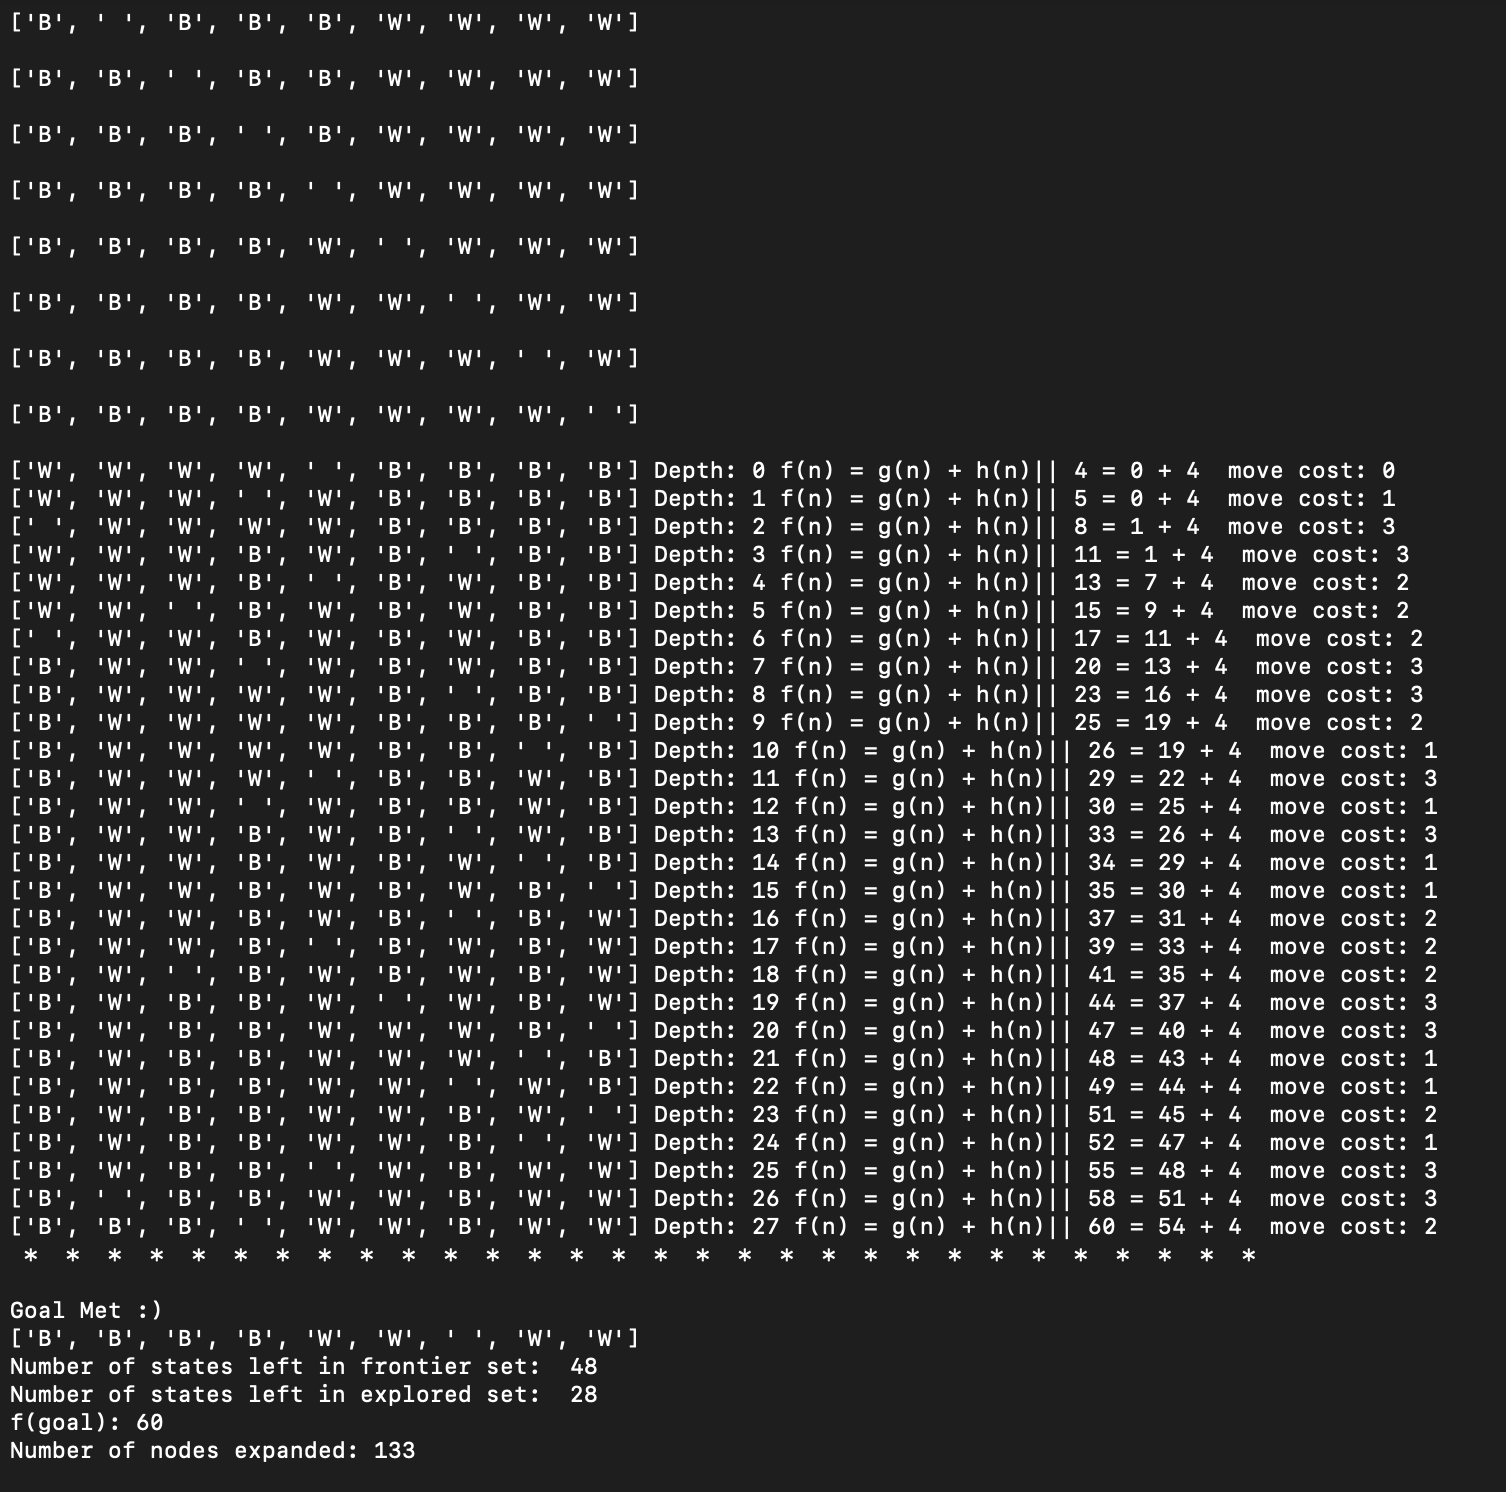 ['B', ' ', 'B', 'B', 'B', 'W', 'W', 'W', 'W']
['B', 'B', ' ', 'B', 'B', 'W', 'W', 'W', 'W']
['B', 'B', 'B', ' ', 'B', 'W', 'W', 'W', 'W']
['B', 'B', 'B', 'B', ' ', 'W', 'W', 'W', 'W']
['B', 'B', 'B', 'B', 'W', ' ', 'W', 'W', 'W']
['B', 'B', 'B', 'B', 'W', 'W', ' ', 'W', 'W']
['B', 'B', 'B', 'B', 'W', 'W', 'W', ' ', 'W']
['B', 'B', 'B', 'B', 'W', 'W', 'W', 'W', ' ']
['W', 'W', 'W', 'W', ' ', 'B', 'B', 'B', 'B'] Depth: 0 f(n) = g(n) + h(n)|| 4 = 0 + 4  move cost: 0
['W', 'W', 'W', ' ', 'W', 'B', 'B', 'B', 'B'] Depth: 1 f(n) = g(n) + h(n)|| 5 = 0 + 4  move cost: 1
[' ', 'W', 'W', 'W', 'W', 'B', 'B', 'B', 'B'] Depth: 2 f(n) = g(n) + h(n)|| 8 = 1 + 4  move cost: 3
['W', 'W', 'W', 'B', 'W', 'B', ' ', 'B', 'B'] Depth: 3 f(n) = g(n) + h(n)|| 11 = 1 + 4  move cost: 3
['W', 'W', 'W', 'B', ' ', 'B', 'W', 'B', 'B'] Depth: 4 f(n) = g(n) + h(n)|| 13 = 7 + 4  move cost: 2
['W', 'W', ' ', 'B', 'W', 'B', 'W', 'B', 'B'] Depth: 5 f(n) = g(n) + h(n)|| 15 = 9 + 4  move cost: 2
[' ', 'W', 'W', 'B', 'W', 'B', 'W', 'B', 'B'] Depth: 6 f(n) = g(n) + h(n)|| 17 = 11 + 4  move cost: 2
['B', 'W', 'W', ' ', 'W', 'B', 'W', 'B', 'B'] Depth: 7 f(n) = g(n) + h(n)|| 20 = 13 + 4  move cost: 3
['B', 'W', 'W', 'W', 'W', 'B', ' ', 'B', 'B'] Depth: 8 f(n) = g(n) + h(n)|| 23 = 16 + 4  move cost: 3
['B', 'W', 'W', 'W', 'W', 'B', 'B', 'B', ' '] Depth: 9 f(n) = g(n) + h(n)|| 25 = 19 + 4  move cost: 2
['B', 'W', 'W', 'W', 'W', 'B', 'B', ' ', 'B'] Depth: 10 f(n) = g(n) + h(n)|| 26 = 19 + 4  move cost: 1
['B', 'W', 'W', 'W', ' ', 'B', 'B', 'W', 'B'] Depth: 11 f(n) = g(n) + h(n)|| 29 = 22 + 4  move cost: 3
['B', 'W', 'W', ' ', 'W', 'B', 'B', 'W', 'B'] Depth: 12 f(n) = g(n) + h(n)|| 30 = 25 + 4  move cost: 1
['B', 'W', 'W', 'B', 'W', 'B', ' ', 'W', 'B'] Depth: 13 f(n) = g(n) + h(n)|| 33 = 26 + 4  move cost: 3
['B', 'W', 'W', 'B', 'W', 'B', 'W', ' ', 'B'] Depth: 14 f(n) = g(n) + h(n)|| 34 = 29 + 4  move cost: 1
['B', 'W', 'W', 'B', 'W', 'B', 'W', 'B', ' '] Depth: 15 f(n) = g(n) + h(n)|| 35 = 30 + 4  move cost: 1
['B', 'W', 'W', 'B', 'W', 'B', ' ', 'B', 'W'] Depth: 16 f(n) = g(n) + h(n)|| 37 = 31 + 4  move cost: 2
['B', 'W', 'W', 'B', ' ', 'B', 'W', 'B', 'W'] Depth: 17 f(n) = g(n) + h(n)|| 39 = 33 + 4  move cost: 2
['B', 'W', ' ', 'B', 'W', 'B', 'W', 'B', 'W'] Depth: 18 f(n) = g(n) + h(n)|| 41 = 35 + 4  move cost: 2
['B', 'W', 'B', 'B', 'W', ' ', 'W', 'B', 'W'] Depth: 19 f(n) = g(n) + h(n)|| 44 = 37 + 4  move cost: 3
['B', 'W', 'B', 'B', 'W', 'W', 'W', 'B', ' '] Depth: 20 f(n) = g(n) + h(n)|| 47 = 40 + 4  move cost: 3
['B', 'W', 'B', 'B', 'W', 'W', 'W', ' ', 'B'] Depth: 21 f(n) = g(n) + h(n)|| 48 = 43 + 4  move cost: 1
['B', 'W', 'B', 'B', 'W', 'W', ' ', 'W', 'B'] Depth: 22 f(n) = g(n) + h(n)|| 49 = 44 + 4  move cost: 1
['B', 'W', 'B', 'B', 'W', 'W', 'B', 'W', ' '] Depth: 23 f(n) = g(n) + h(n)|| 51 = 45 + 4  move cost: 2
['B', 'W', 'B', 'B', 'W', 'W', 'B', ' ', 'W'] Depth: 24 f(n) = g(n) + h(n)|| 52 = 47 + 4  move cost: 1
['B', 'W', 'B', 'B', ' ', 'W', 'B', 'W', 'W'] Depth: 25 f(n) = g(n) + h(n)|| 55 = 48 + 4  move cost: 3
['B', ' ', 'B', 'B', 'W', 'W', 'B', 'W', 'W'] Depth: 26 f(n) = g(n) + h(n)|| 58 = 51 + 4  move cost: 3
['B', 'B', 'B', ' ', 'W', 'W', 'B', 'W', 'W'] Depth: 27 f(n) = g(n) + h(n)|| 60 = 54 + 4  move cost: 2
 *  *  *  *  *  *  *  *  *  *  *  *  *  *  *  *  *  *  *  *  *  *  *  *  *  *  *  *  *  *
Goal Met :)
['B', 'B', 'B', 'B', 'W', 'W', ' ', 'W', 'W']
Number of states left in frontier set:  48
Number of states left in explored set:  28
f(goal): 60
Number of nodes expanded: 133